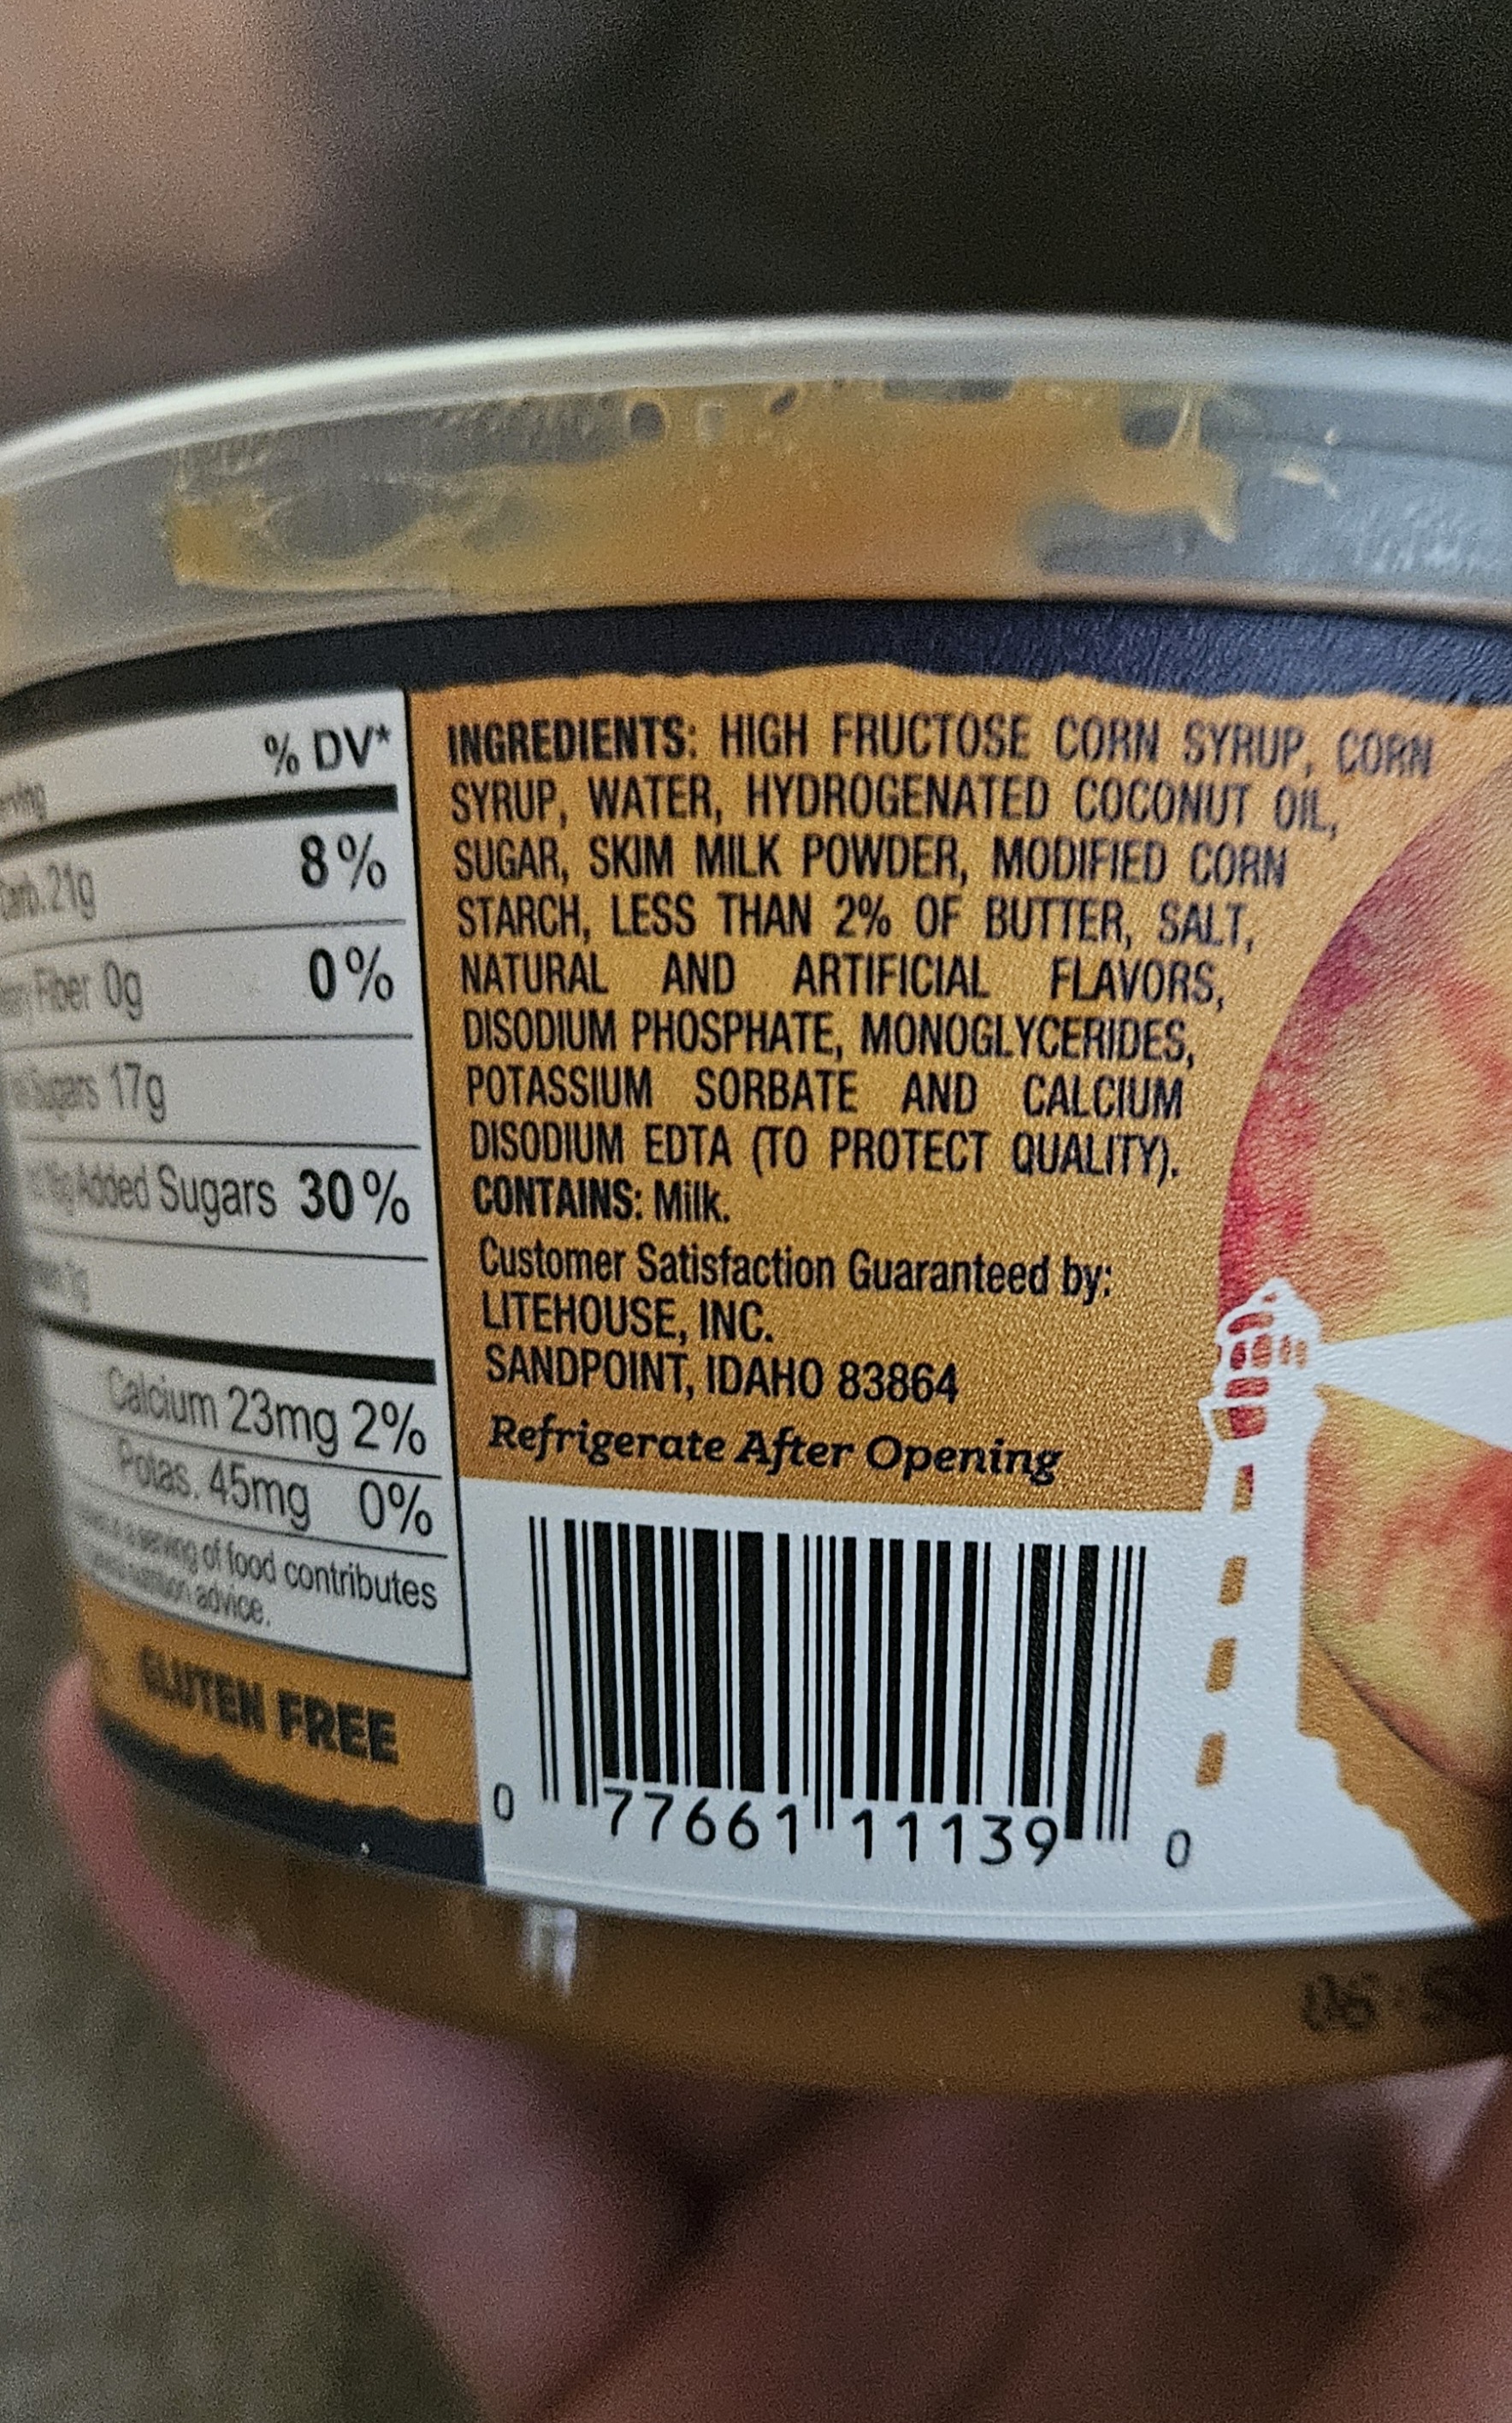 % DV*
8%
Carb. 21g
Fiber 0g 0%
Sugars 17g
Added Sugars 30%
Calcium 23mg 2%
Potas. 45mg 0%
a serving of food contributes
nutrition advice.
GLUTEN FREE
INGREDIENTS: HIGH FRUCTOSE CORN SYRUP, CORN
SYRUP, WATER, HYDROGENATED COCONUT OIL,
SUGAR, SKIM MILK POWDER, MODIFIED CORN
STARCH, LESS THAN 2% OF BUTTER, SALT,
NATURAL AND ARTIFICIAL FLAVORS,
DISODIUM PHOSPHATE, MONOGLYCERIDES,
POTASSIUM SORBATE AND CALCIUM
DISODIUM EDTA (TO PROTECT QUALITY).
CONTAINS: Milk.
Customer Satisfaction Guaranteed by:
LITEHOUSE, INC.
SANDPOINT, IDAHO 83864
Refrigerate After Opening
0 77661 11139 0